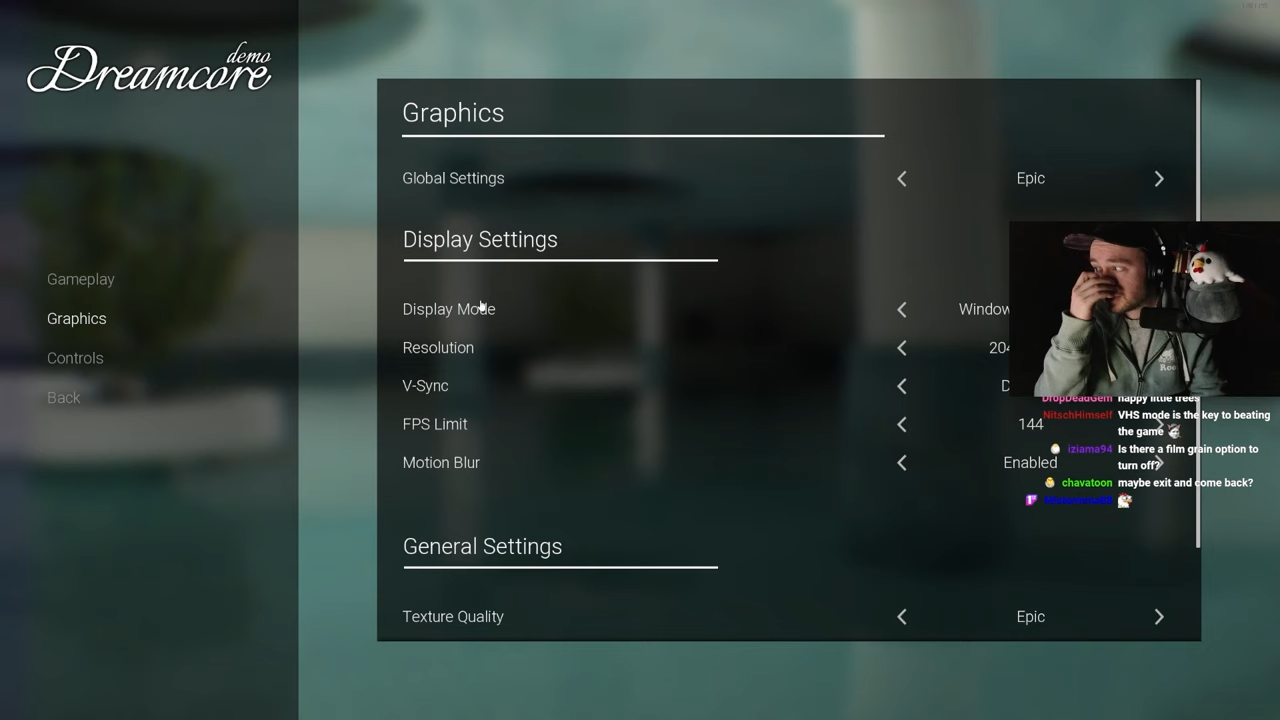 demo
Dreamcore
Gameplay
Graphics
Controls
Back
Graphics
Global Settings
Epic
Display Settings
Display Mode
Window
Resolution
204
V-Sync
D
FPS Limit
144
Motion Blur
Enabled
General Settings
Texture Quality
Epic
DropDeadGem happy little trees
NitschHimself VHS mode is the key to beating
the game
iziama94 Is there a film grain option to
turn off?
chavatoon maybe exit and come back?